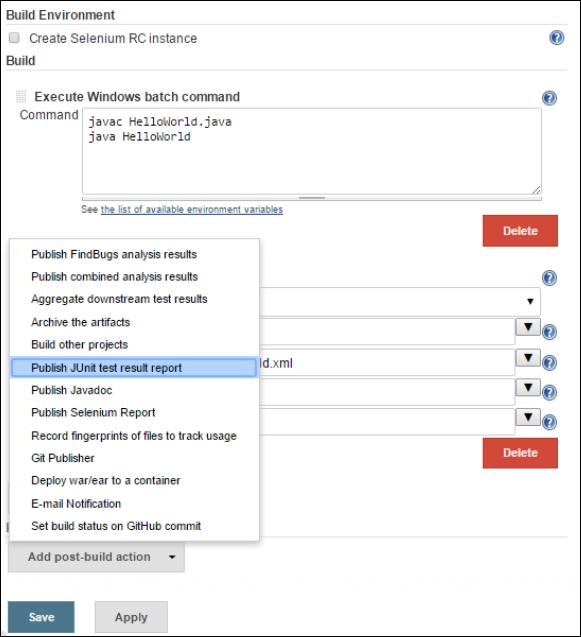 Build Environment
Create Selenium RC instance
Build
Execute Windows batch command
Command
javac HelloWorld.java
java HelloWorld
See the list of available environment variables
Delete
Publish FindBugs analysis results
Publish combined analysis results
Aggregate downstream test results
Archive the artifacts
Build other projects
Publish JUnit test result report
ld.xml
Publish Javadoc
Publish Selenium Report
Record fingerprints of files to track usage
Git Publisher
Delete
Deploy war/ear to a container
E-mail Notification
Set build status on GitHub commit
Add post-build action
Save
Apply